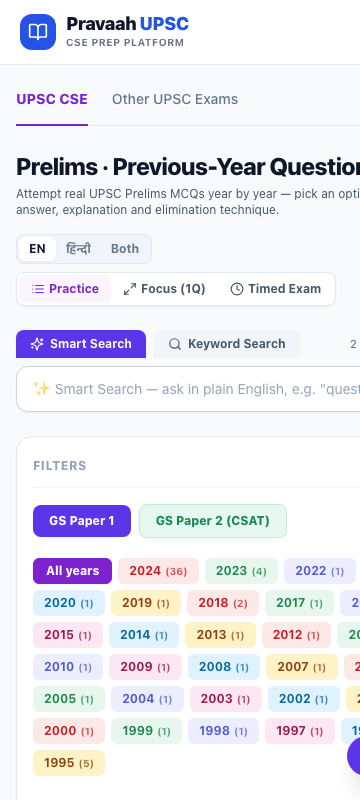 Pravaah UPSC
CSE PREP PLATFORM
UPSC CSE Other UPSC Exams
Prelims · Previous-Year
Attempt real UPSC Prelims MCQs year by year — pick an
answer, explanation and elimination technique.
EN हिन्दी Both
Practice Focus (1Q) Timed Exam
Smart Search Keyword Search 2
✨ Smart Search — ask in plain English, e.g.
FILTERS
GS Paper 1 GS Paper 2 (CSAT)
All years 2024 (36) 2023 (4) 2022 (1)
2020 (1) 2019 (1) 2018 (2) 2017 (1)
2015 (1) 2014 (1) 2013 (1) 2012 (1)
2010 (1) 2009 (1) 2008 (1) 2007 (1)
2005 (1) 2004 (1) 2003 (1) 2002 (1)
2000 (1) 1999 (1) 1998 (1) 1997 (1)
1995 (5)